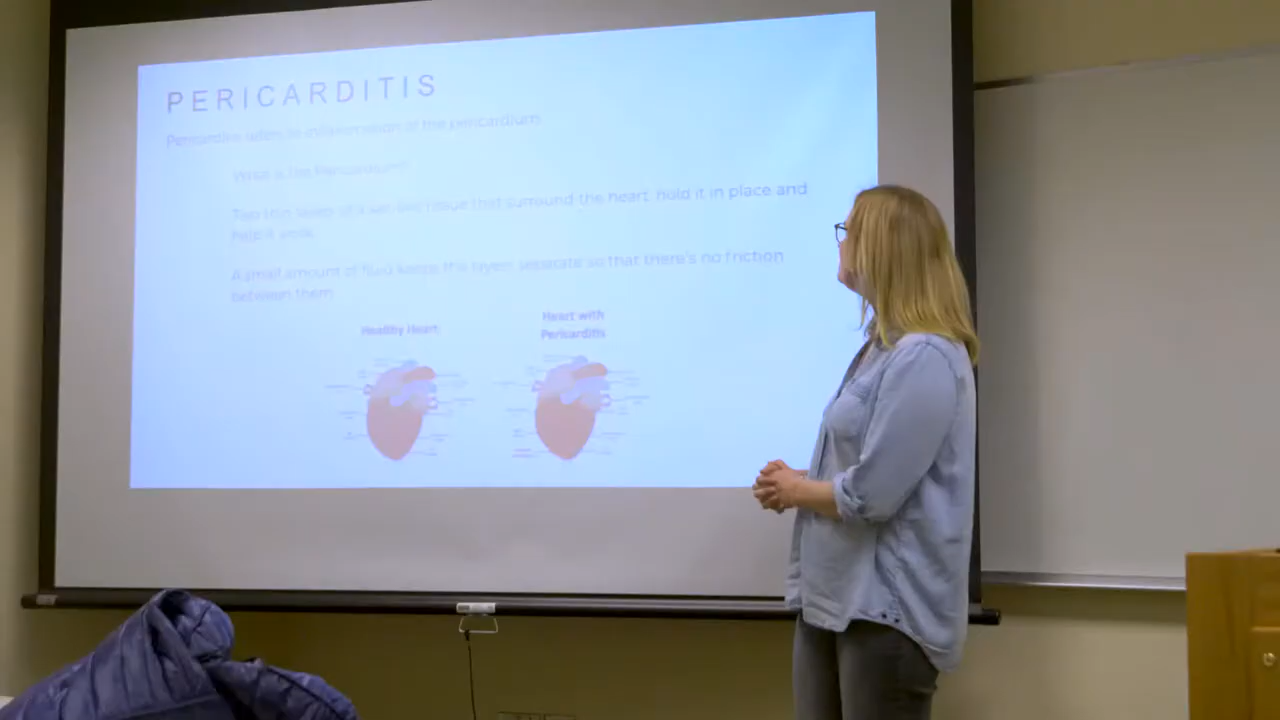 PERICARDITIS
Pericarditis refers to inflammation of the pericardium
What is the Pericardium?
Two thin layers of a sac-like tissue that surround the heart, hold it in place and
help it work
A small amount of fluid keeps the layers separate so that there's no friction
between them
Healthy Heart
Heart with
Pericarditis